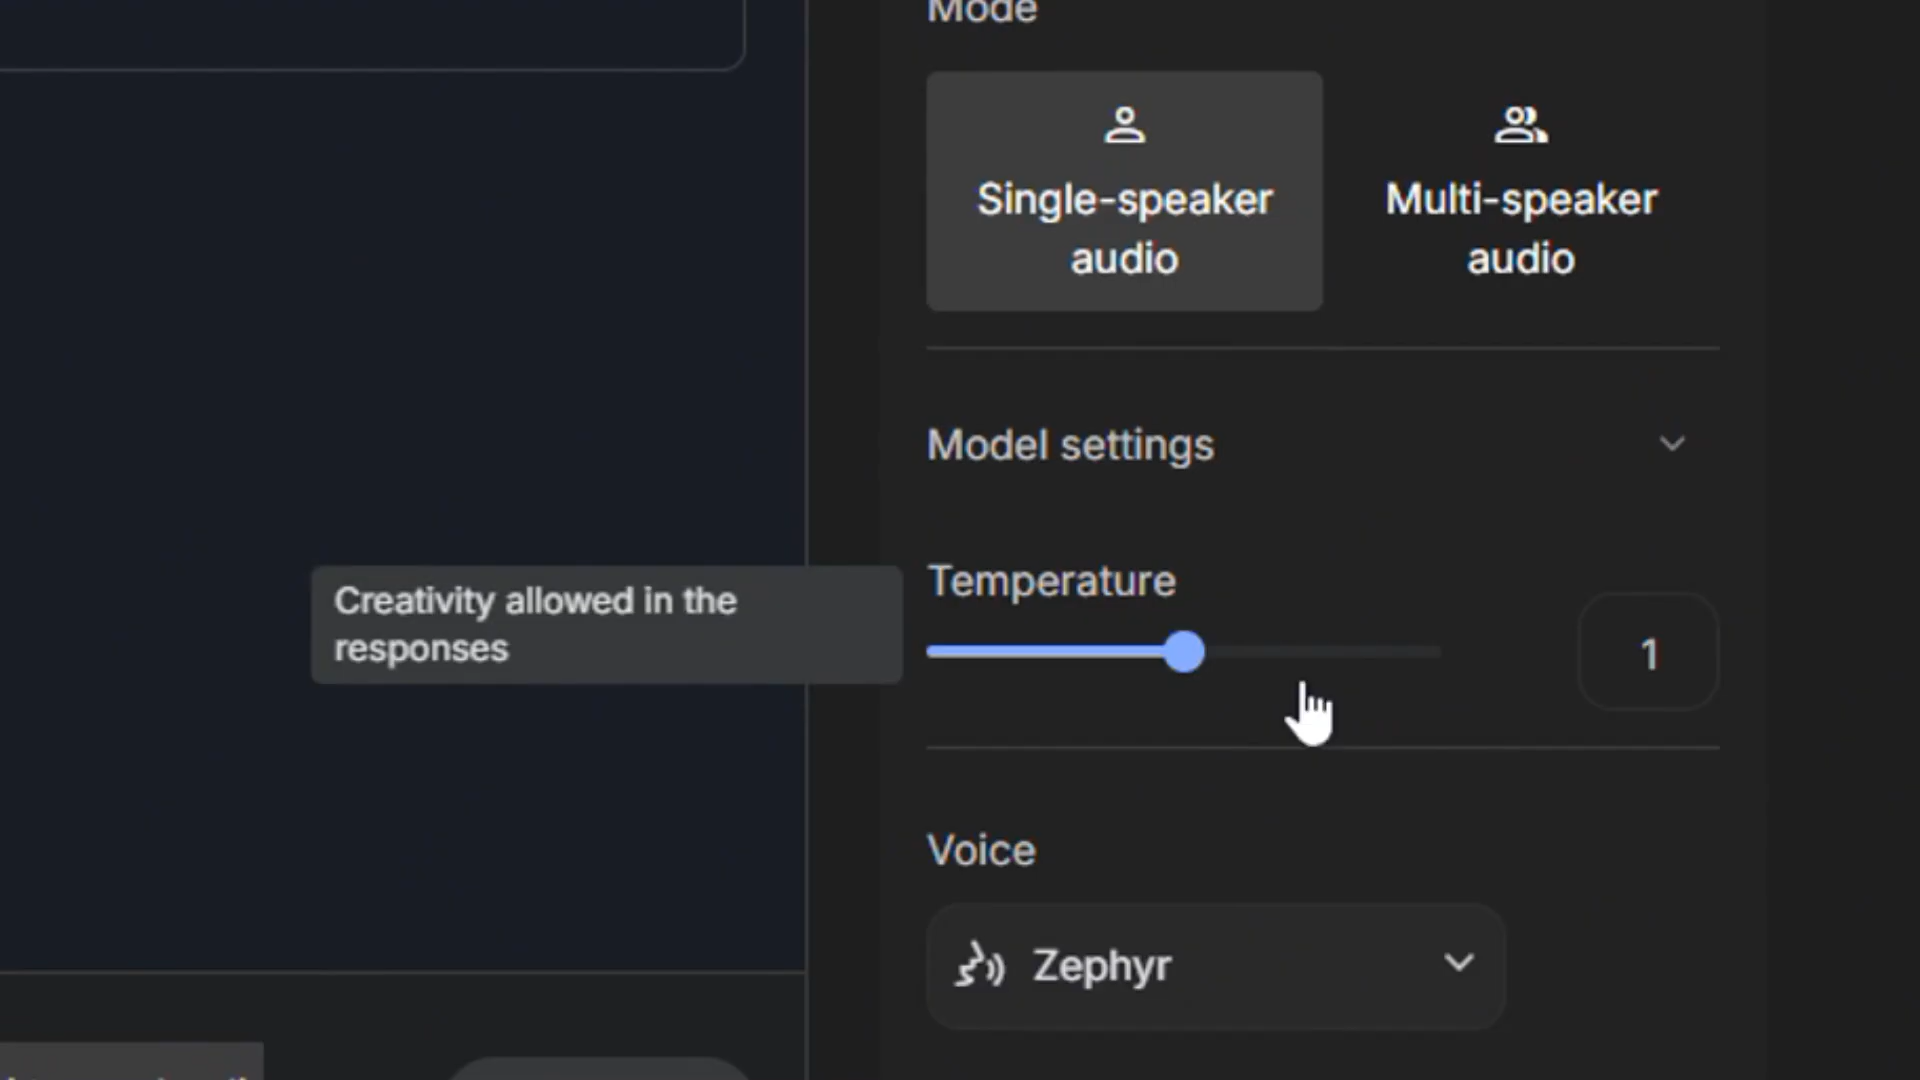 Mode
Single-speaker
audio
Multi-speaker
audio
Model settings
Temperature
Creativity allowed in the
responses
1
Voice
Zephyr